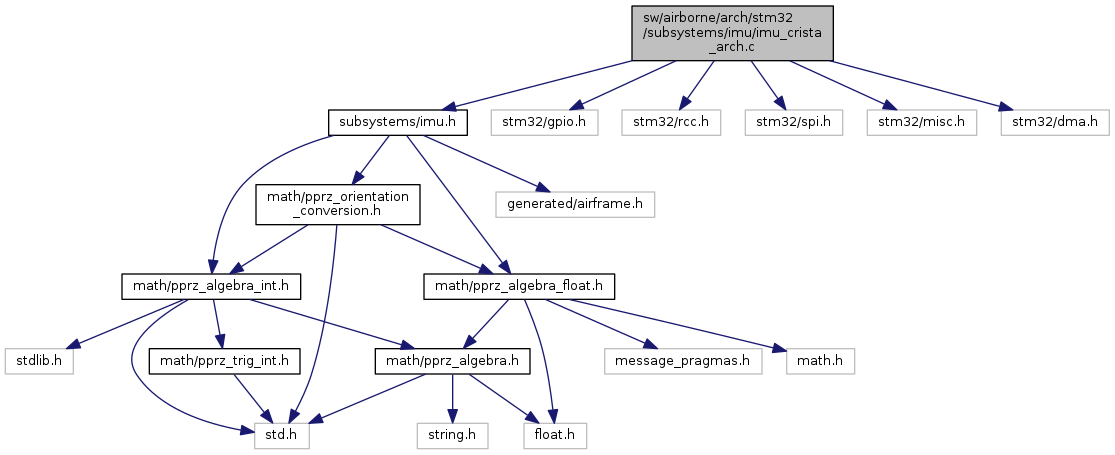 sw/airborne/arch/stm32
/subsystems/imu/imu_crista
_arch.c
subsystems/imu.h
stm32/gpio.h
stm32/rcc.h
stm32/spi.h
stm32/misc.h
stm32/dma.h
math/pprz_orientation
_conversion.h
generated/airframe.h
math/pprz_algebra_int.h
math/pprz_algebra_float.h
stdlib.h
math/pprz_trig_int.h
math/pprz_algebra.h
message_pragmas.h
math.h
std.h
string.h
float.h